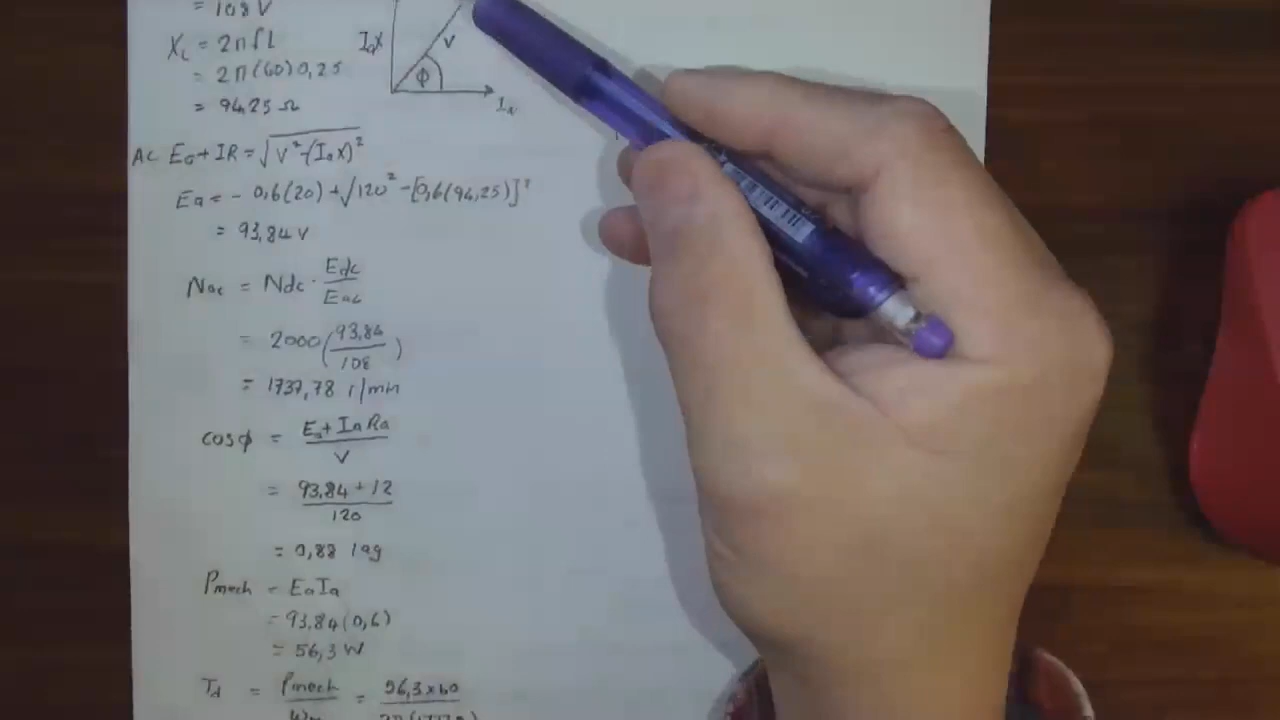 = 108 V
X_L = 2πfL
= 2π(60)0,25
= 94,25 Ω
IaX
V
ϕ
Ia
AC Ea + IR = √V² - (IaX)²
Ea = - 0,6(20) + √120² - [0,6(94,25)]²
= 93,84 V
Nac = Ndc · Edc / Eac
= 2000 (93,84 / 108)
= 1737,78 r/min
cosϕ = Ea + IaRa / V
= 93,84 + 12 / 120
= 0,88 lag
Pmech = EaIa
= 93,84(0,6)
= 56,3 W
Td = Pmech / ωm = 56,3 x 60